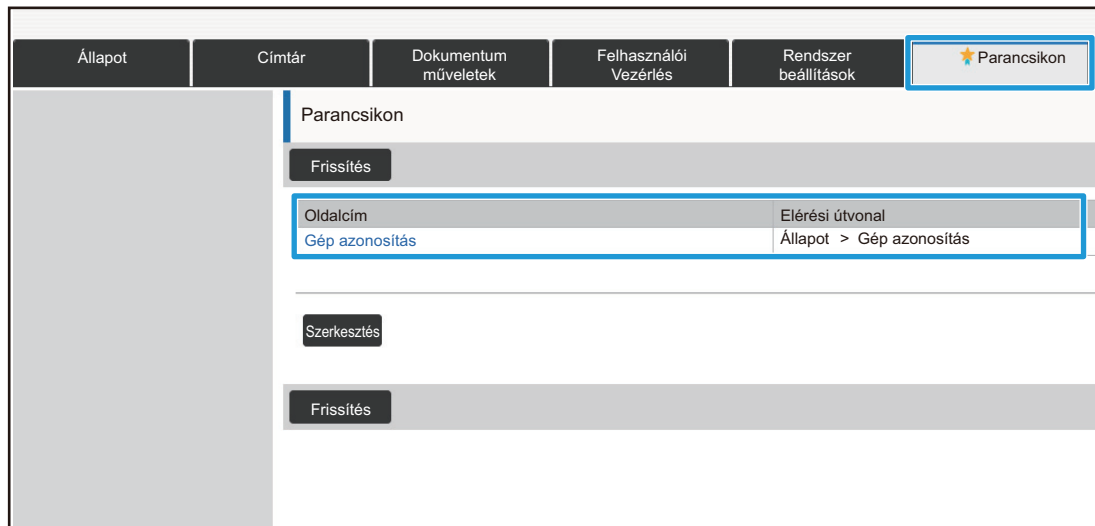 Állapot
Címtár
Dokumentum
műveletek
Felhasználói
Vezérlés
Rendszer
beállítások
Parancsikon
Parancsikon
Frissítés
Oldalcím Elérési útvonal
Gép azonosítás Állapot > Gép azonosítás
Szerkesztés
Frissítés